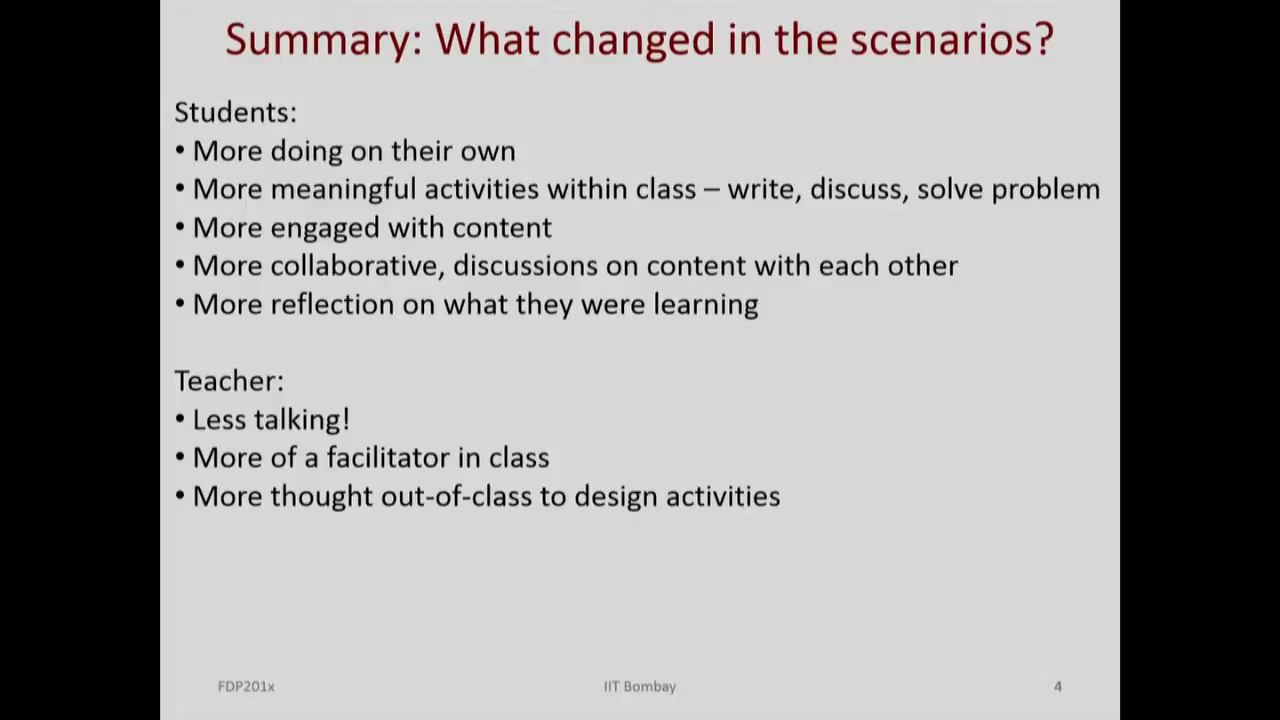 Summary: What changed in the scenarios?
Students:
• More doing on their own
• More meaningful activities within class – write, discuss, solve problem
• More engaged with content
• More collaborative, discussions on content with each other
• More reflection on what they were learning
Teacher:
• Less talking!
• More of a facilitator in class
• More thought out-of-class to design activities
FDP201x IIT Bombay 4